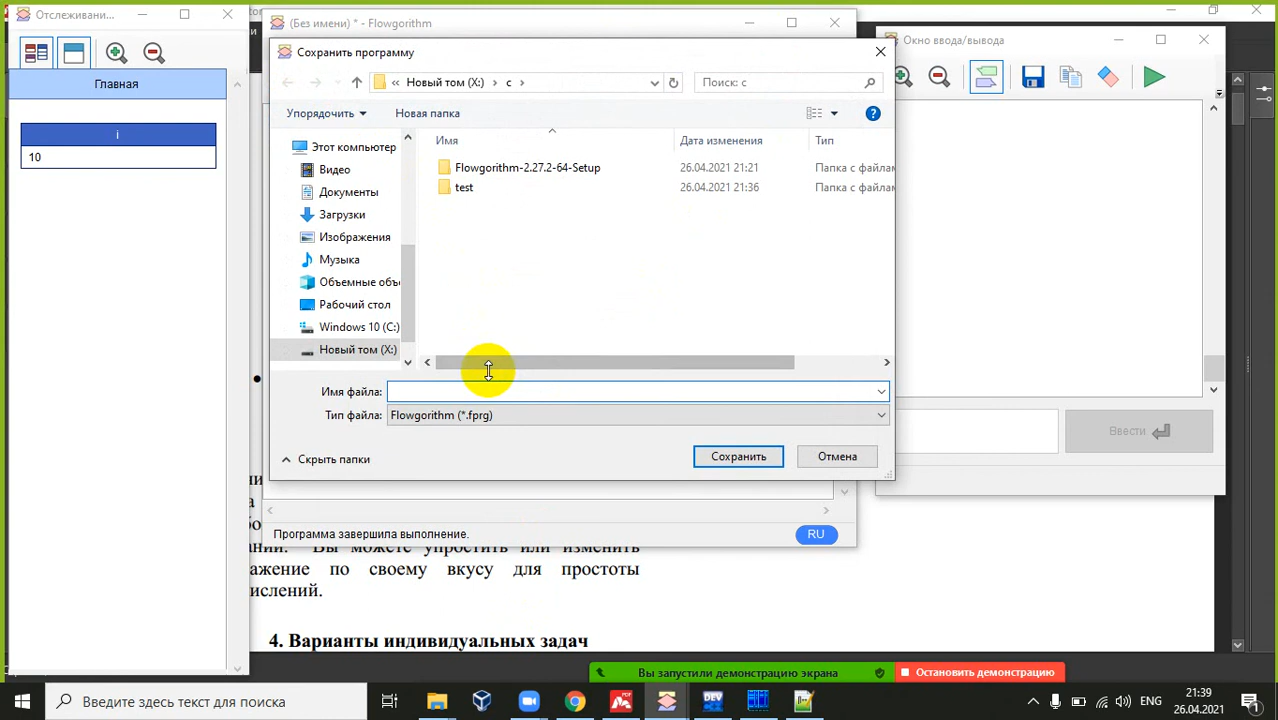 Отслеживани...
Главная
i
10
(Без имени) * - Flowgorithm
Сохранить программу
« Новый том (X:) › с ›
Поиск: с
Упорядочить
Новая папка
Имя
Дата изменения
Тип
Этот компьютер
Видео
Документы
Загрузки
Изображения
Музыка
Объемные объ
Рабочий стол
Windows 10 (C:)
Новый том (X:)
Flowgorithm-2.27.2-64-Setup 26.04.2021 21:21 Папка с файлам
test 26.04.2021 21:36 Папка с файлам
Имя файла:
Тип файла: Flowgorithm (*.fprg)
Скрыть папки
Сохранить
Отмена
Окно ввода/вывода
Ввести
Программа завершила выполнение.
RU
ании. Вы можете упростить или изменить
ажение по своему вкусу для простоты
ислений.
4. Варианты индивидуальных задач
Вы запустили демонстрацию экрана
Остановить демонстрацию
Введите здесь текст для поиска
ENG
21:39
26.04.2021
1